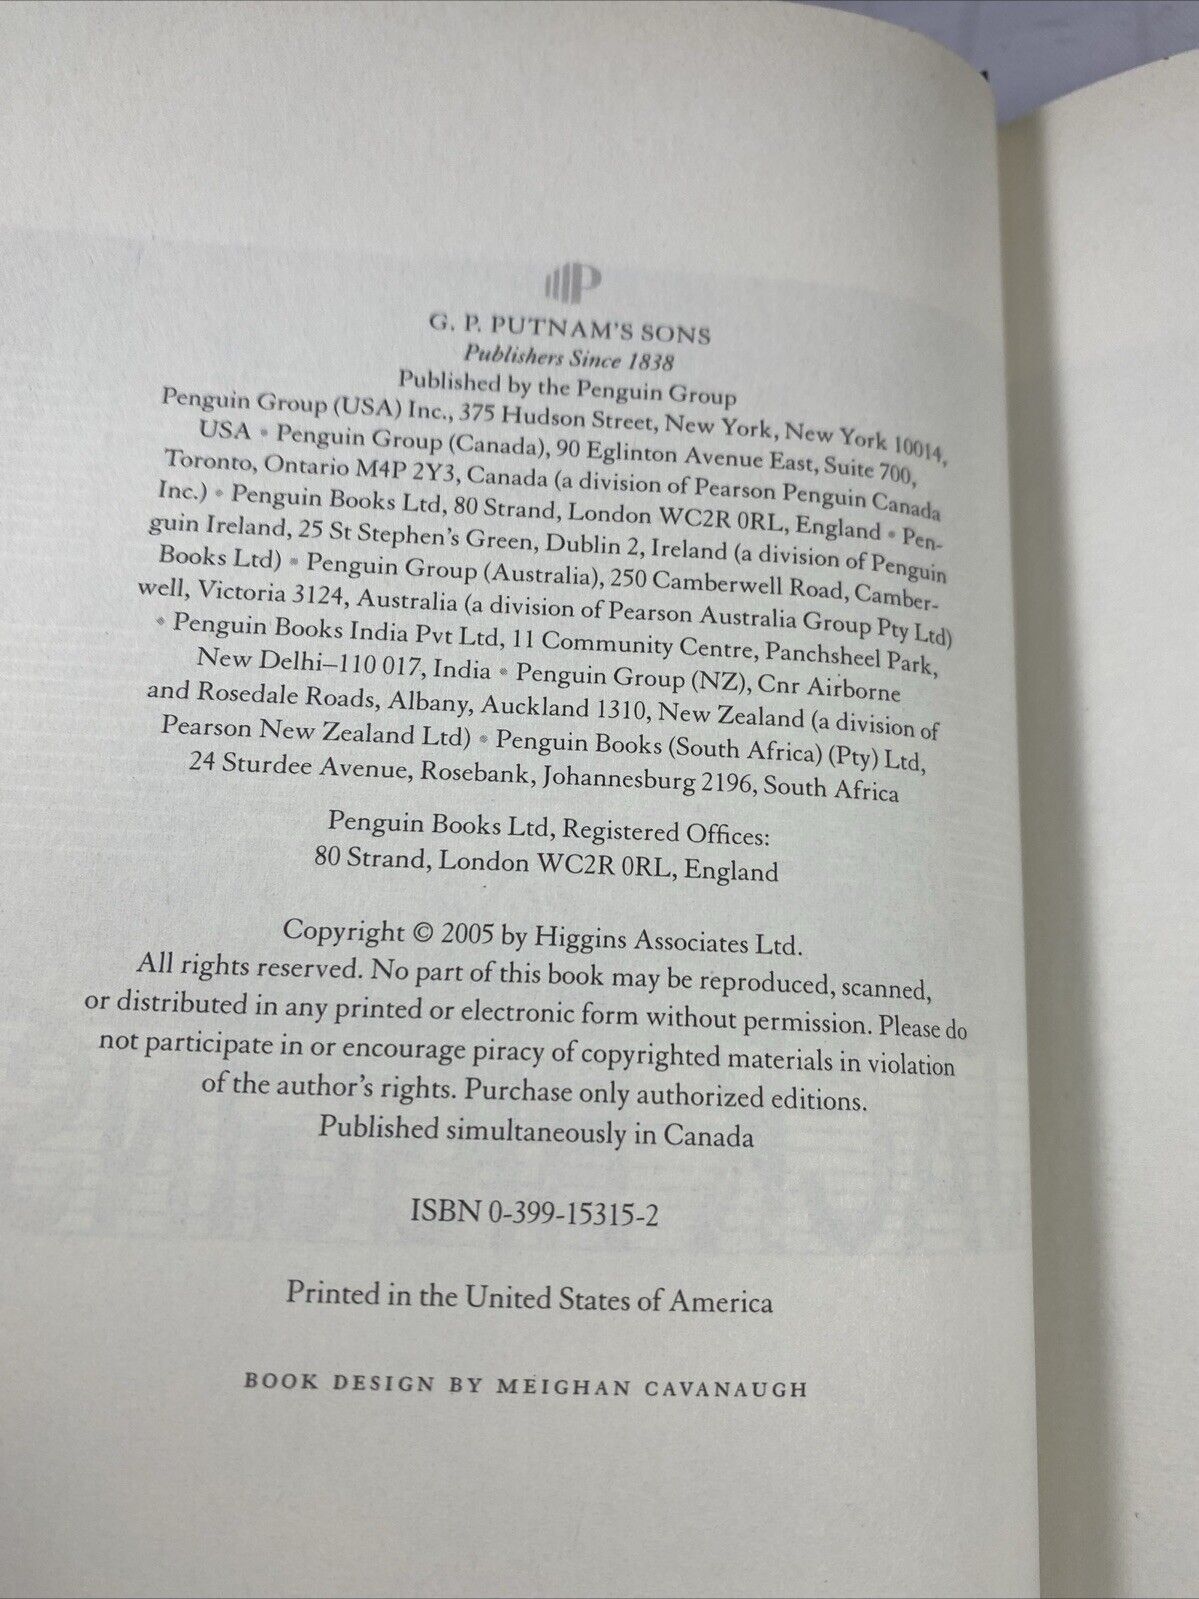 P
G. P. PUTNAM'S SONS
Publishers Since 1838
Published by the Penguin Group
Penguin Group (USA) Inc., 375 Hudson Street, New York, New York 10014,
USA • Penguin Group (Canada), 90 Eglinton Avenue East, Suite 700,
Toronto, Ontario M4P 2Y3, Canada (a division of Pearson Penguin Canada
Inc.) • Penguin Books Ltd, 80 Strand, London WC2R 0RL, England • Pen-
guin Ireland, 25 St Stephen's Green, Dublin 2, Ireland (a division of Penguin
Books Ltd) • Penguin Group (Australia), 250 Camberwell Road, Camber-
well, Victoria 3124, Australia (a division of Pearson Australia Group Pty Ltd)
• Penguin Books India Pvt Ltd, 11 Community Centre, Panchsheel Park,
New Delhi–110 017, India • Penguin Group (NZ), Cnr Airborne
and Rosedale Roads, Albany, Auckland 1310, New Zealand (a division of
Pearson New Zealand Ltd) • Penguin Books (South Africa) (Pty) Ltd,
24 Sturdee Avenue, Rosebank, Johannesburg 2196, South Africa
Penguin Books Ltd, Registered Offices:
80 Strand, London WC2R 0RL, England
Copyright © 2005 by Higgins Associates Ltd.
All rights reserved. No part of this book may be reproduced, scanned,
or distributed in any printed or electronic form without permission. Please do
not participate in or encourage piracy of copyrighted materials in violation
of the author's rights. Purchase only authorized editions.
Published simultaneously in Canada
ISBN 0-399-15315-2
Printed in the United States of America
BOOK DESIGN BY MEIGHAN CAVANAUGH